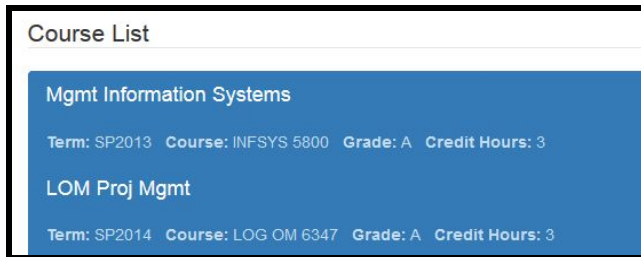 Course List
Mgmt Information Systems
Term: SP2013 Course: INFSYS 5800 Grade: A Credit Hours: 3
LOM Proj Mgmt
Term: SP2014 Course: LOG OM 6347 Grade: A Credit Hours: 3